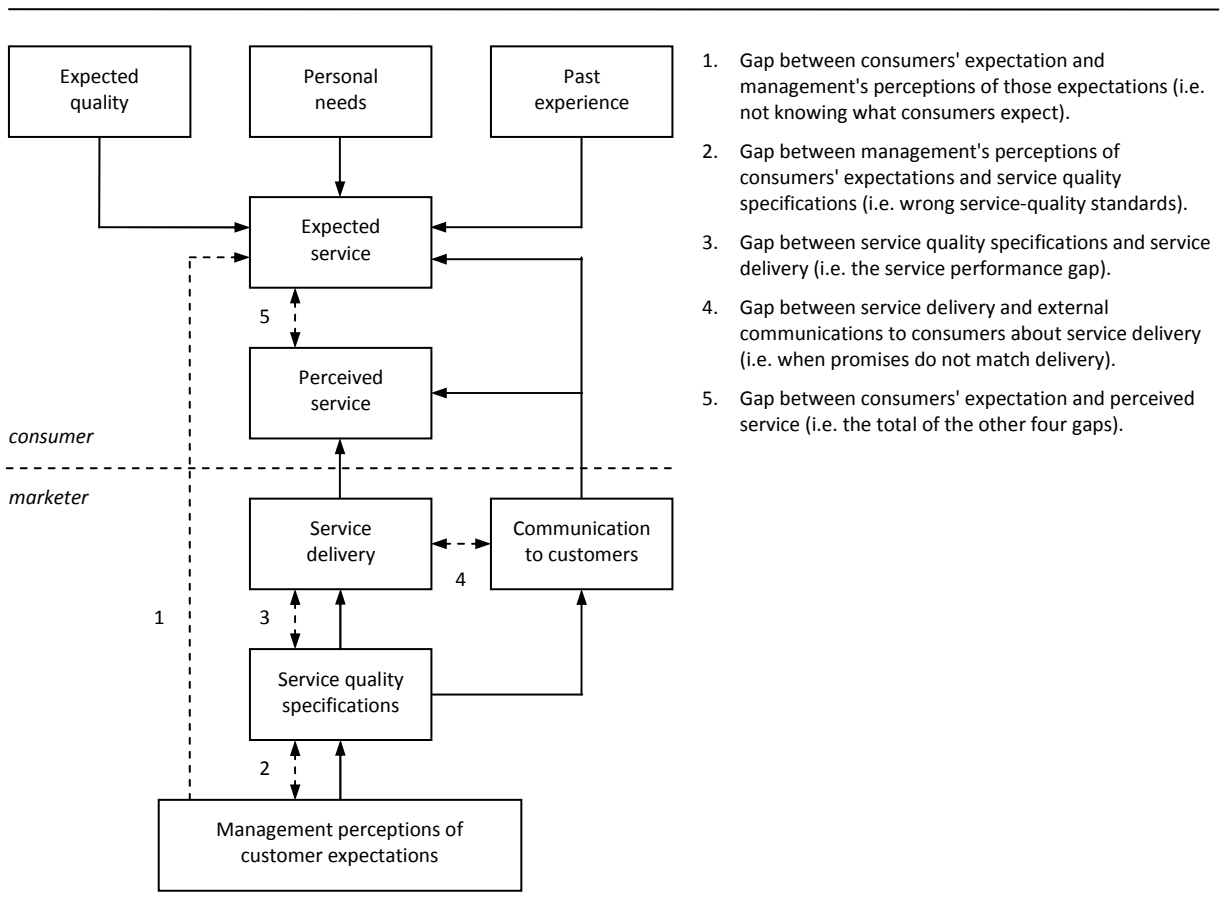 Expected
quality
Personal
needs
Past
experience
Expected
service
5
Perceived
service
consumer
marketer
Service
delivery
Communication
to customers
4
1
3
Service quality
specifications
2
Management perceptions of
customer expectations
1. Gap between consumers' expectation and
management's perceptions of those expectations (i.e.
not knowing what consumers expect).
2. Gap between management's perceptions of
consumers' expectations and service quality
specifications (i.e. wrong service-quality standards).
3. Gap between service quality specifications and service
delivery (i.e. the service performance gap).
4. Gap between service delivery and external
communications to consumers about service delivery
(i.e. when promises do not match delivery).
5. Gap between consumers' expectation and perceived
service (i.e. the total of the other four gaps).